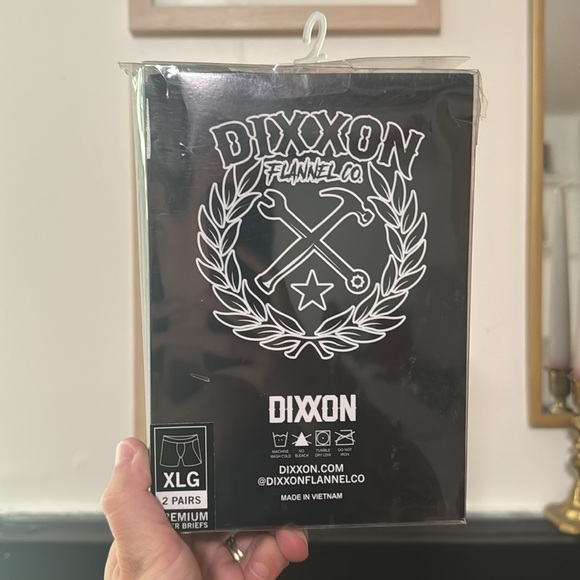 DIXXON
FLANNEL CO.
DIXXON
MACHINE WASH COLD
NO BLEACH
TUMBLE DRY LOW
DO NOT IRON
DIXXON.COM
@DIXXONFLANNELCO
MADE IN VIETNAM
XLG
2 PAIRS
BRIEFS